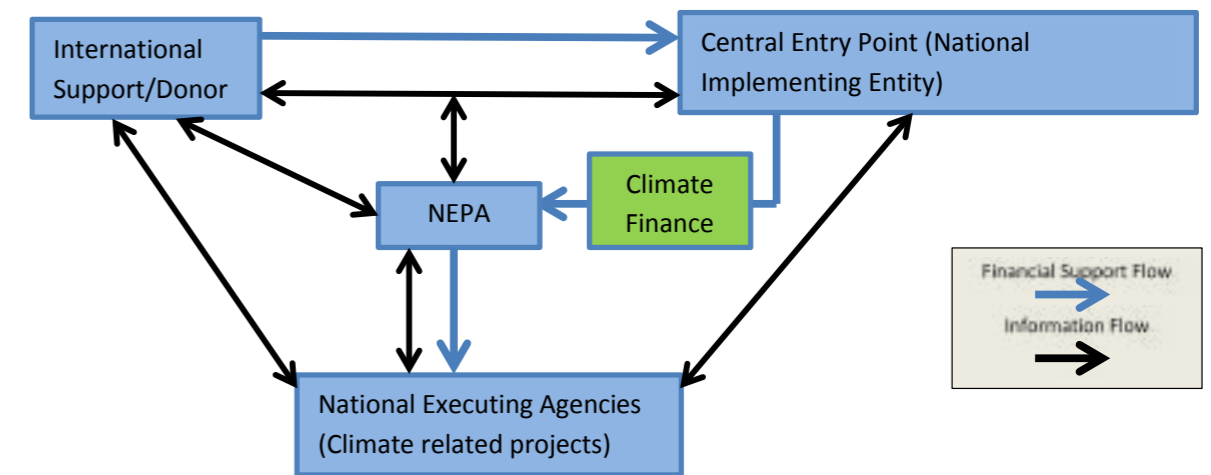 International
Support/Donor
Central Entry Point (National
Implementing Entity)
Climate
Finance
NEPA
Financial Support Flow
Information Flow
National Executing Agencies
(Climate related projects)